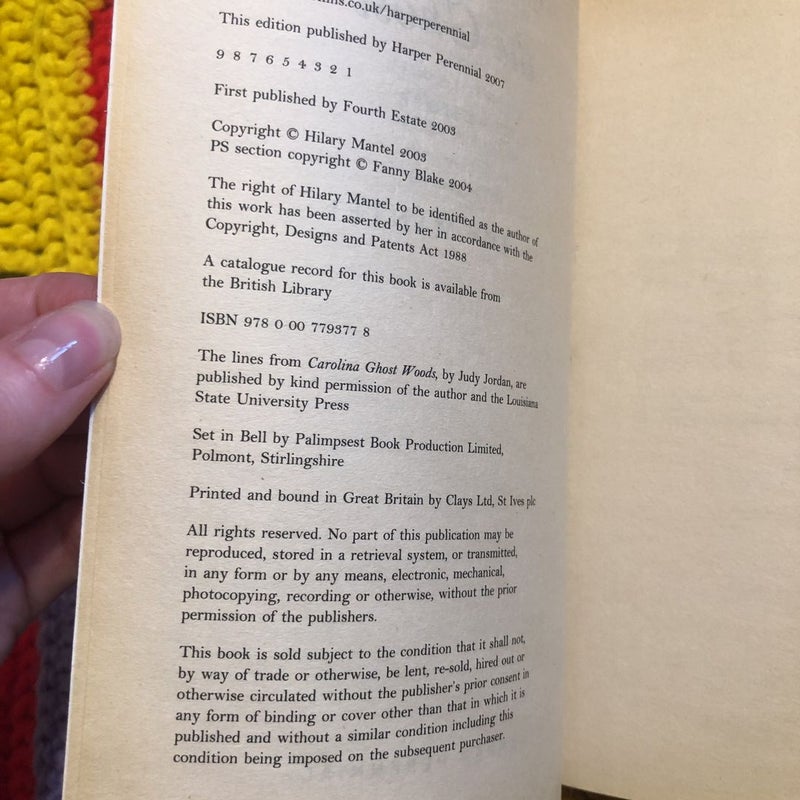 .co.uk/harperperennial
This edition published by Harper Perennial 2007
9 8 7 6 5 4 3 2 1
First published by Fourth Estate 2003
Copyright © Hilary Mantel 2003
PS section copyright © Fanny Blake 2004
The right of Hilary Mantel to be identified as the author of
this work has been asserted by her in accordance with the
Copyright, Designs and Patents Act 1988
A catalogue record for this book is available from
the British Library
ISBN 978 0 00 779377 8
The lines from Carolina Ghost Woods, by Judy Jordan, are
published by kind permission of the author and the Louisiana
State University Press
Set in Bell by Palimpsest Book Production Limited,
Polmont, Stirlingshire
Printed and bound in Great Britain by Clays Ltd, St Ives plc
All rights reserved. No part of this publication may be
reproduced, stored in a retrieval system, or transmitted,
in any form or by any means, electronic, mechanical,
photocopying, recording or otherwise, without the prior
permission of the publishers.
This book is sold subject to the condition that it shall not,
by way of trade or otherwise, be lent, re-sold, hired out or
otherwise circulated without the publisher's prior consent in
any form of binding or cover other than that in which it is
published and without a similar condition including this
condition being imposed on the subsequent purchaser.